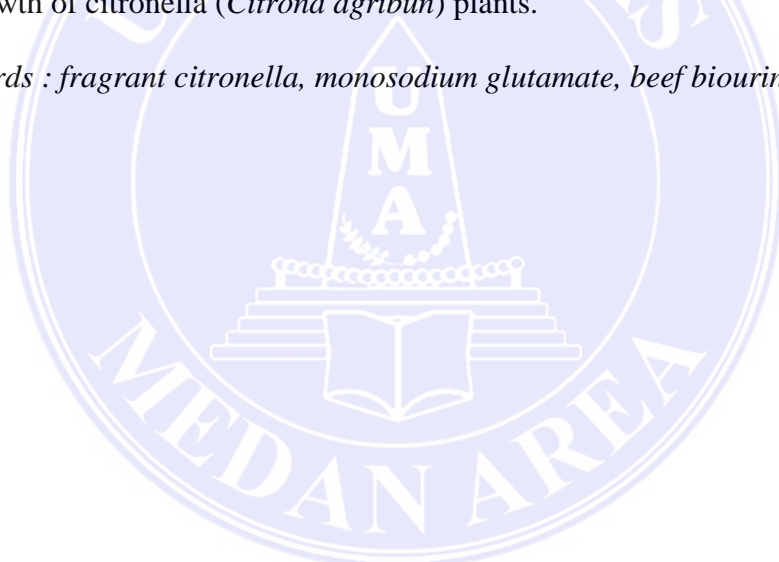 wth of citronella (Citrona agribun) plants.
rds : fragrant citronella, monosodium glutamate, beef biourin
U
M
A
MEDAN AREA